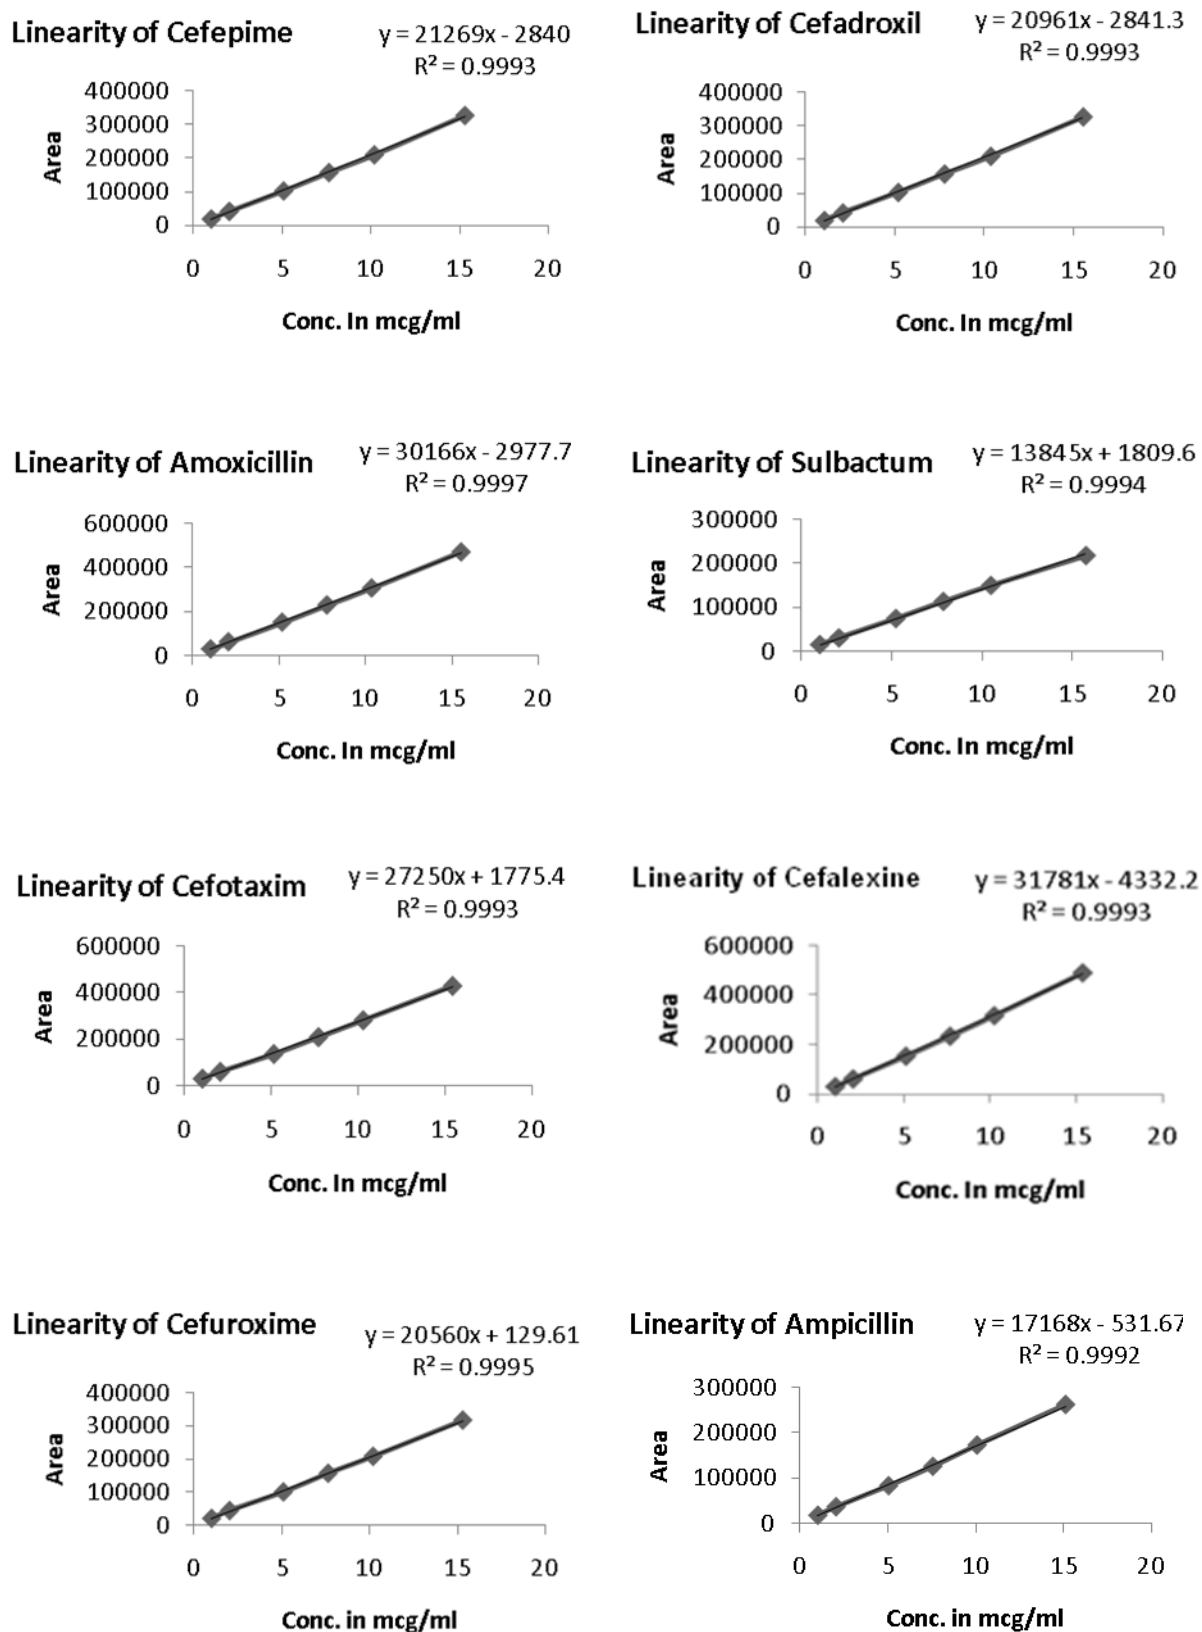 Linearity of Cefepime
y = 21269x - 2840
R² = 0.9993
400000
300000
200000
100000
0
Area
0 5 10 15 20
Conc. In mcg/ml
Linearity of Cefadroxil
y = 20961x - 2841.3
R² = 0.9993
400000
300000
200000
100000
0
Area
0 5 10 15 20
Conc. In mcg/ml
Linearity of Amoxicillin
y = 30166x - 2977.7
R² = 0.9997
600000
400000
200000
0
Area
0 5 10 15 20
Conc. In mcg/ml
Linearity of Sulbactum
y = 13845x + 1809.6
R² = 0.9994
300000
200000
100000
0
Area
0 5 10 15 20
Conc. In mcg/ml
Linearity of Cefotaxim
y = 27250x + 1775.4
R² = 0.9993
600000
400000
200000
0
Area
0 5 10 15 20
Conc. In mcg/ml
Linearity of Cefalexine
y = 31781x - 4332.2
R² = 0.9993
600000
400000
200000
0
Area
0 5 10 15 20
Conc. In mcg/ml
Linearity of Cefuroxime
y = 20560x + 129.61
R² = 0.9995
400000
300000
200000
100000
0
Area
0 5 10 15 20
Conc. in mcg/ml
Linearity of Ampicillin
y = 17168x - 531.67
R² = 0.9992
300000
200000
100000
0
Area
0 5 10 15 20
Conc. in mcg/ml